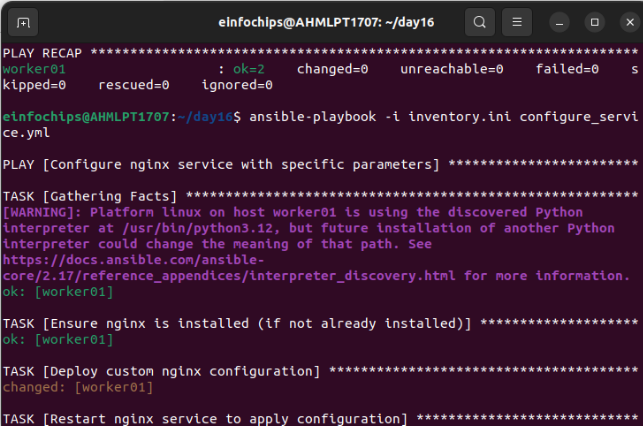 einfochips@AHMLPT1707: ~/day16
PLAY RECAP *********************************************************************
worker01                   : ok=2    changed=0    unreachable=0    failed=0    s
kipped=0    rescued=0    ignored=0
einfochips@AHMLPT1707:~/day16$ ansible-playbook -i inventory.ini configure_servi
ce.yml
PLAY [Configure nginx service with specific parameters] ************************
TASK [Gathering Facts] *********************************************************
[WARNING]: Platform linux on host worker01 is using the discovered Python
interpreter at /usr/bin/python3.12, but future installation of another Python
interpreter could change the meaning of that path. See
https://docs.ansible.com/ansible-
core/2.17/reference_appendices/interpreter_discovery.html for more information.
ok: [worker01]
TASK [Ensure nginx is installed (if not already installed)] ********************
ok: [worker01]
TASK [Deploy custom nginx configuration] ***************************************
changed: [worker01]
TASK [Restart nginx service to apply configuration] ****************************